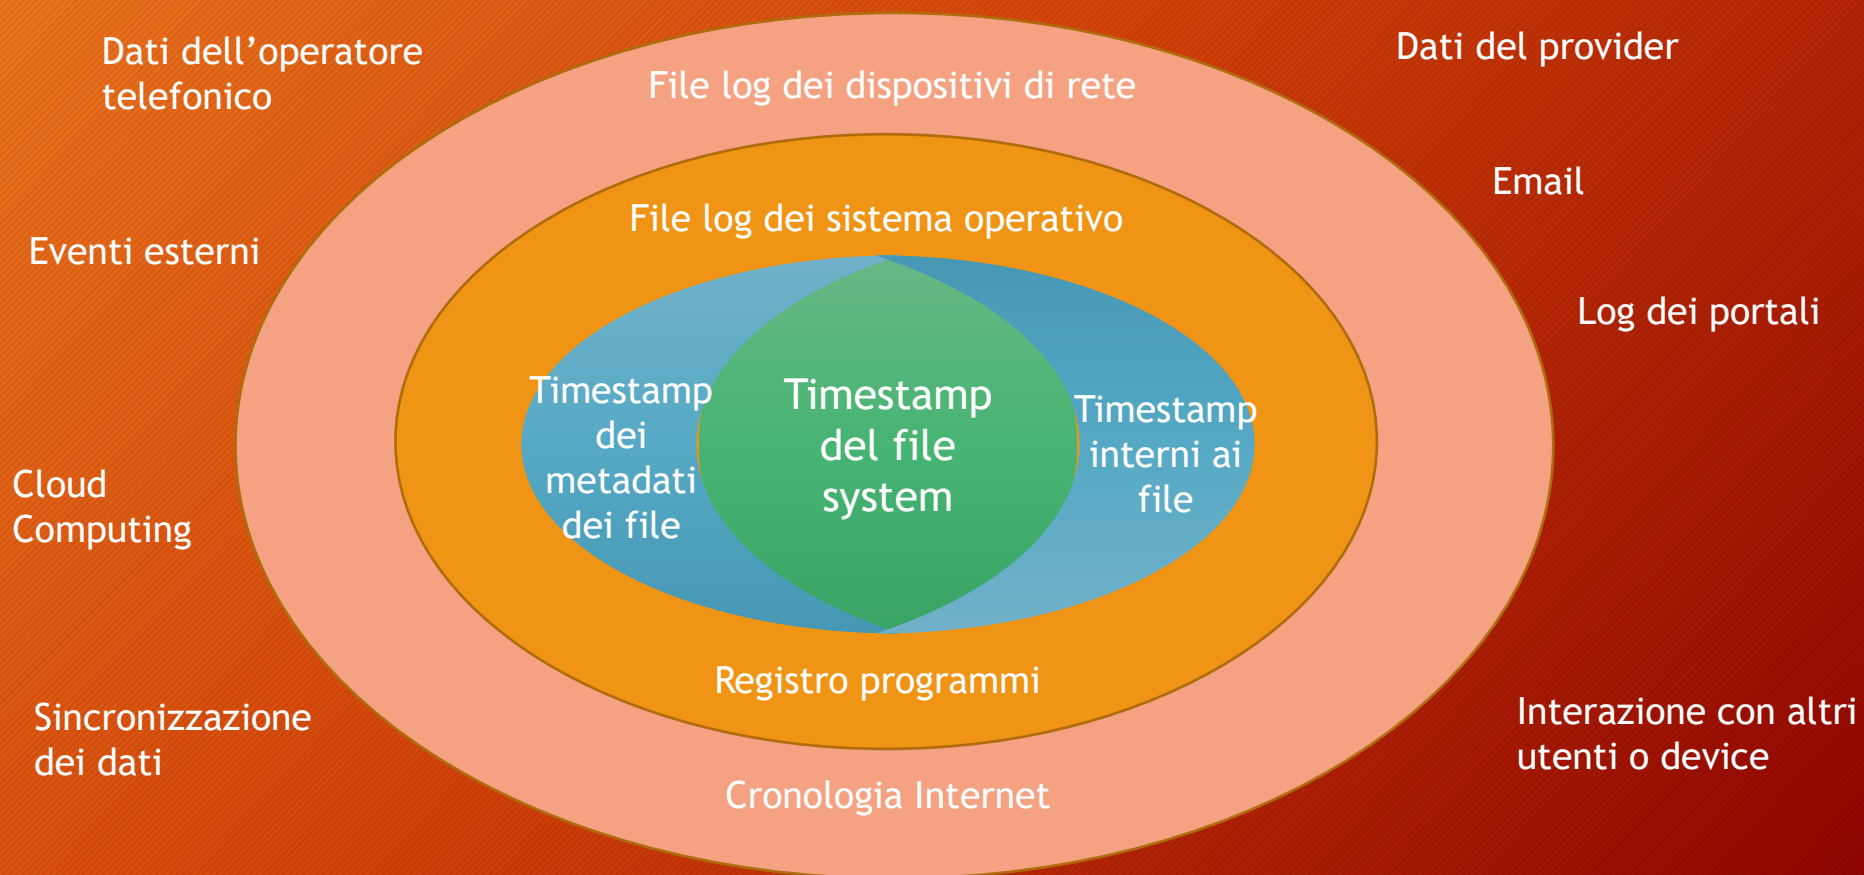 Dati dell'operatore
telefonico
File log dei dispositivi di rete
Dati del provider
Email
File log dei sistema operativo
Eventi esterni
Log dei portali
Timestamp
dei
metadati
dei file
Timestamp
del file
system
Timestamp
interni ai
file
Cloud
Computing
Registro programmi
Sincronizzazione
dei dati
Interazione con altri
utenti o device
Cronologia Internet